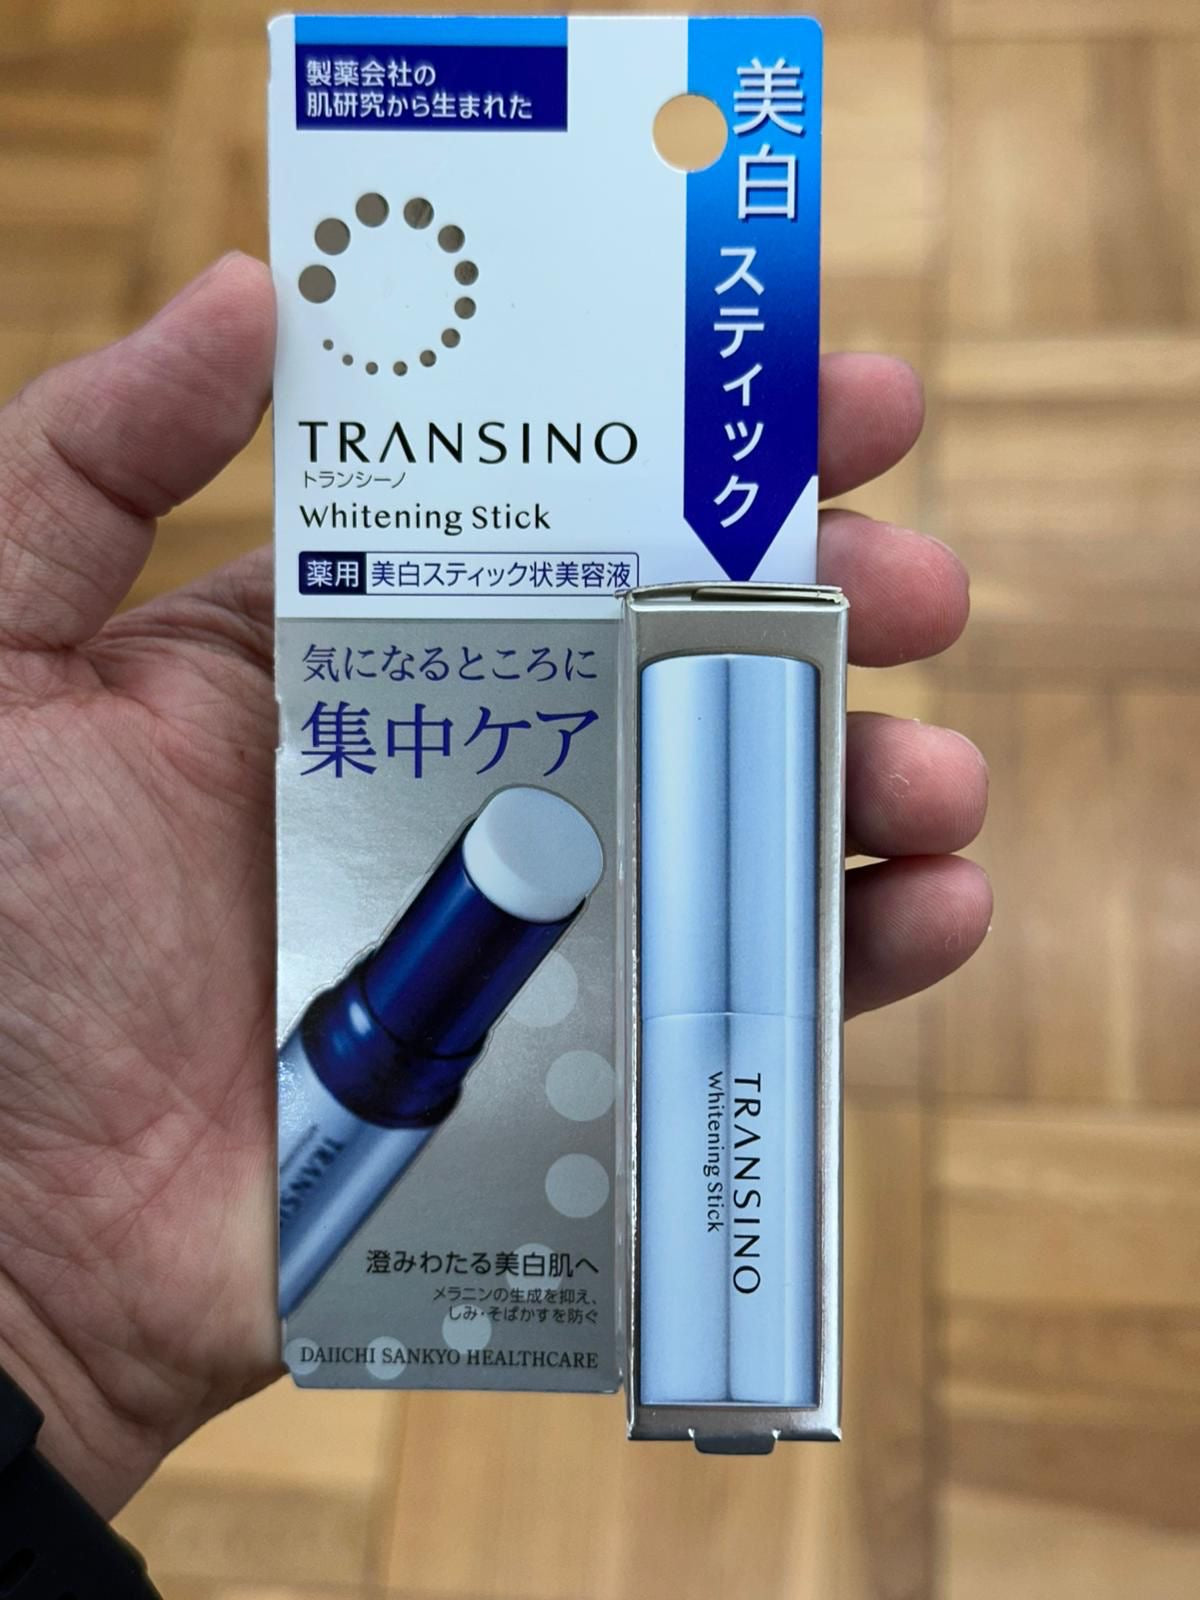 製薬会社の
肌研究から生まれた
美白スティック
TRANSINO
トランシーノ
Whitening Stick
薬用 美白スティック状美容液
気になるところに
集中ケア
TRANSINO
Whitening Stick
澄みわたる美白肌へ
メラニンの生成を抑え、
しみ・そばかすを防ぐ
DAIICHI SANKYO HEALTHCARE